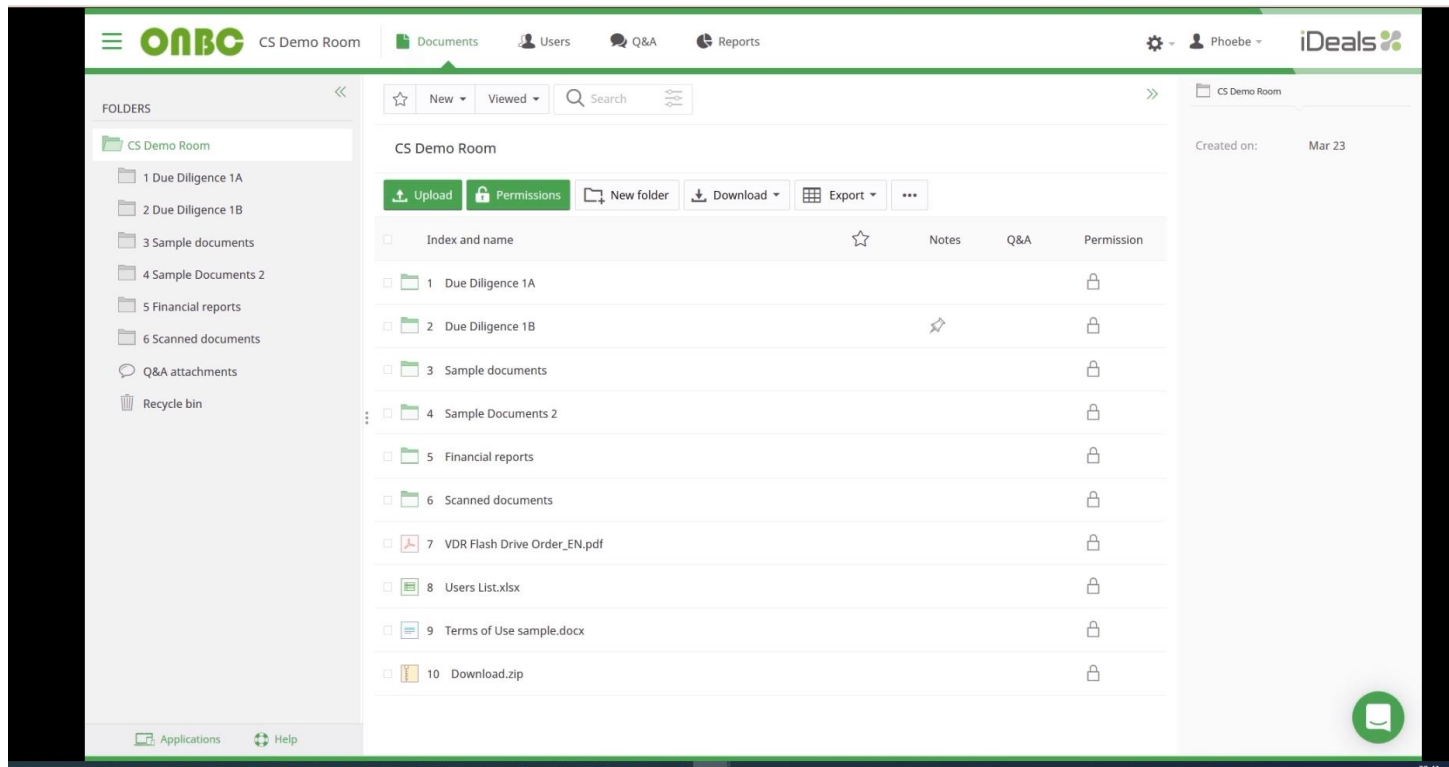 ONBC CS Demo Room Documents Users Q&A Reports Phoebe iDeals
FOLDERS
CS Demo Room
1 Due Diligence 1A
2 Due Diligence 1B
3 Sample documents
4 Sample Documents 2
5 Financial reports
6 Scanned documents
Q&A attachments
Recycle bin
Applications Help
New Viewed Search
CS Demo Room
Upload Permissions New folder Download Export
Index and name Notes Q&A Permission
1 Due Diligence 1A
2 Due Diligence 1B
3 Sample documents
4 Sample Documents 2
5 Financial reports
6 Scanned documents
7 VDR Flash Drive Order_EN.pdf
8 Users List.xlsx
9 Terms of Use sample.docx
10 Download.zip
CS Demo Room
Created on: Mar 23